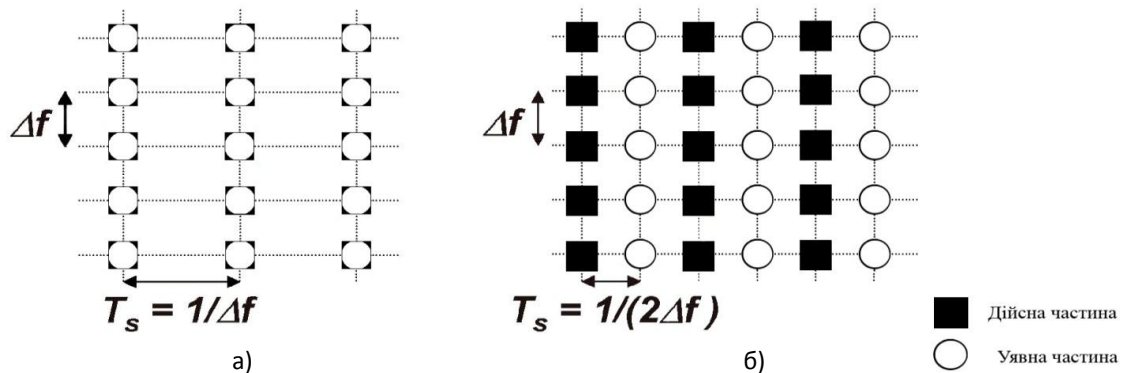 Δf
Δf
T_s = 1/Δf
T_s = 1/(2Δf )
Дійсна частина
Уявна частина
а)
б)